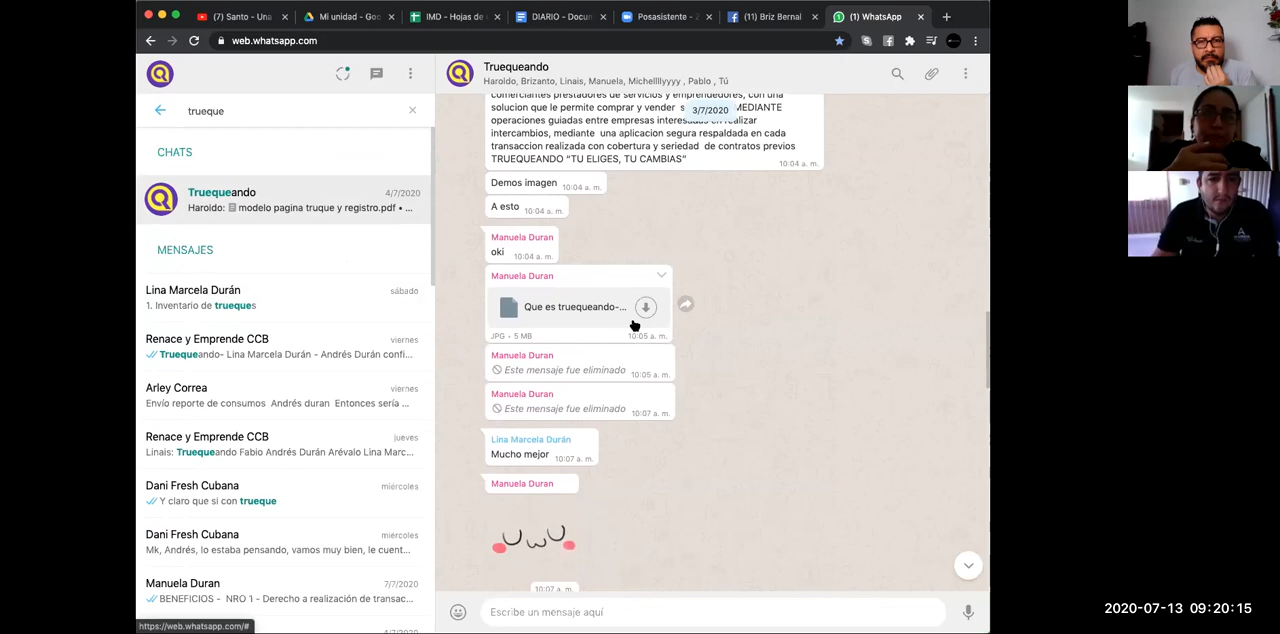 (7) Santo - Una
Mi unidad - Goo
IMD - Hojas de
DIARIO - Docun
Posasistente - Z
(11) Briz Bernal
(1) WhatsApp
web.whatsapp.com
trueque
CHATS
Truequeando
4/7/2020
Haroldo: modelo pagina truque y registro.pdf • ...
MENSAJES
Lina Marcela Durán
sábado
1. Inventario de trueques
Renace y Emprende CCB
viernes
Truequeando- Lina Marcela Durán - Andrés Durán confi...
Arley Correa
viernes
Envío reporte de consumos Andrés duran Entonces sería ...
Renace y Emprende CCB
jueves
Linais: Truequeando Fabio Andrés Durán Arévalo Lina Marc...
Dani Fresh Cubana
miércoles
Y claro que si con trueque
Dani Fresh Cubana
miércoles
Mk, Andrés, lo estaba pensando, vamos muy bien, le cuent...
Manuela Duran
7/7/2020
BENEFICIOS - NRO 1 - Derecho a realización de transac...
https://web.whatsapp.com/#
Truequeando
Haroldo, Brizanto, Linais, Manuela, Michelllyyyy , Pablo , Tú
comerciantes prestadores de servicios y emprendedores, con una
solucion que le permite comprar y vender s MEDIANTE
3/7/2020
operaciones guiadas entre empresas interesadas en realizar
intercambios, mediante una aplicacion segura respaldada en cada
transaccion realizada con cobertura y seriedad de contratos previos
TRUEQUEANDO “TU ELIGES, TU CAMBIAS”
10:04 a. m.
Demos imagen 10:04 a. m.
A esto 10:04 a. m.
Manuela Duran
oki 10:04 a. m.
Manuela Duran
Que es truequeando-...
JPG • 5 MB 10:05 a. m.
Manuela Duran
Este mensaje fue eliminado 10:05 a. m.
Manuela Duran
Este mensaje fue eliminado 10:07 a. m.
Lina Marcela Durán
Mucho mejor 10:07 a. m.
Manuela Duran
10:07 a. m.
Escribe un mensaje aquí
2020-07-13 09:20:15